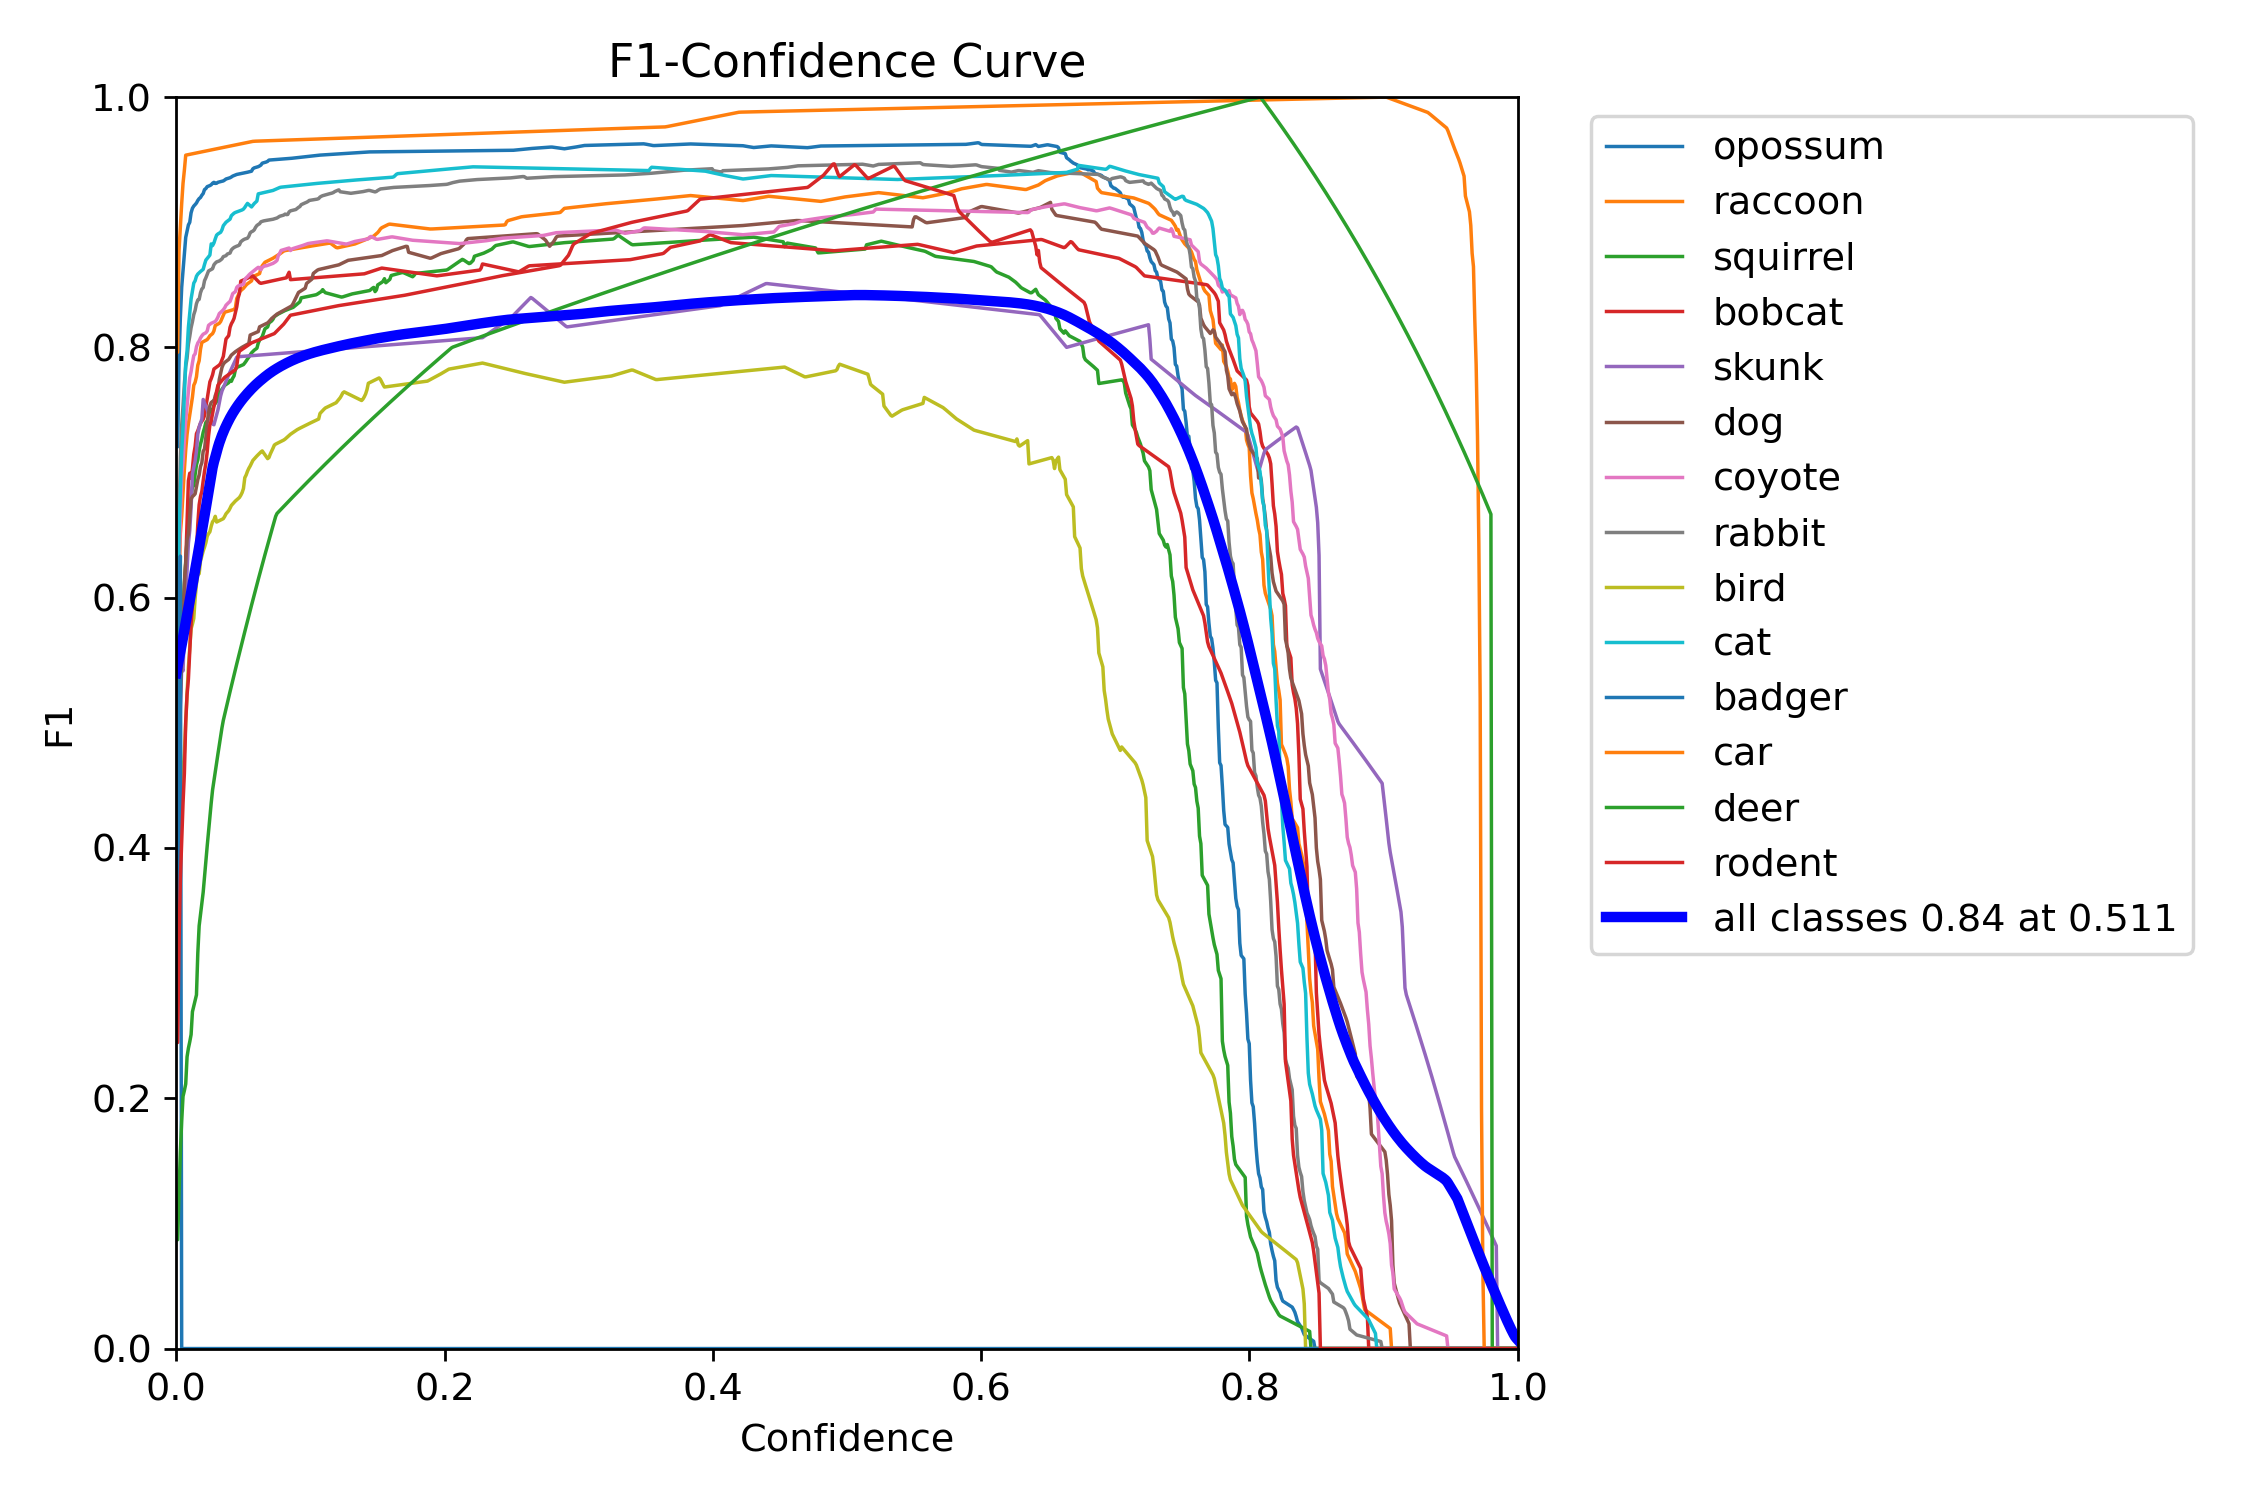 F1-Confidence Curve
1.0
0.8
0.6
0.4
0.2
0.0
F1
0.0 0.2 0.4 0.6 0.8 1.0
Confidence
opossum
raccoon
squirrel
bobcat
skunk
dog
coyote
rabbit
bird
cat
badger
car
deer
rodent
all classes 0.84 at 0.511